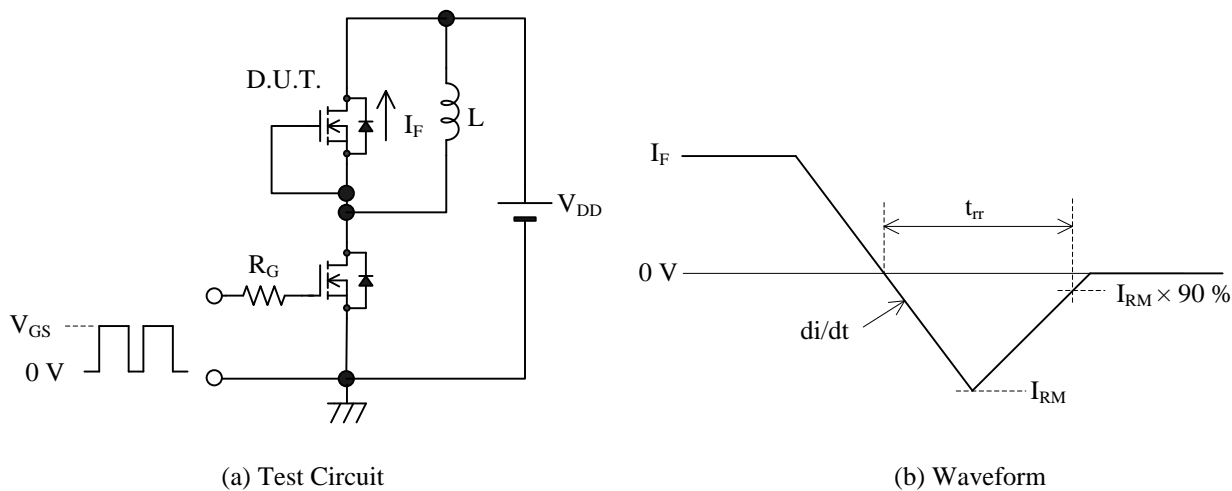 D.U.T.
I_F
L
V_DD
R_G
V_GS
0 V
(a) Test Circuit
I_F
t_rr
0 V
I_RM × 90 %
di/dt
I_RM
(b) Waveform